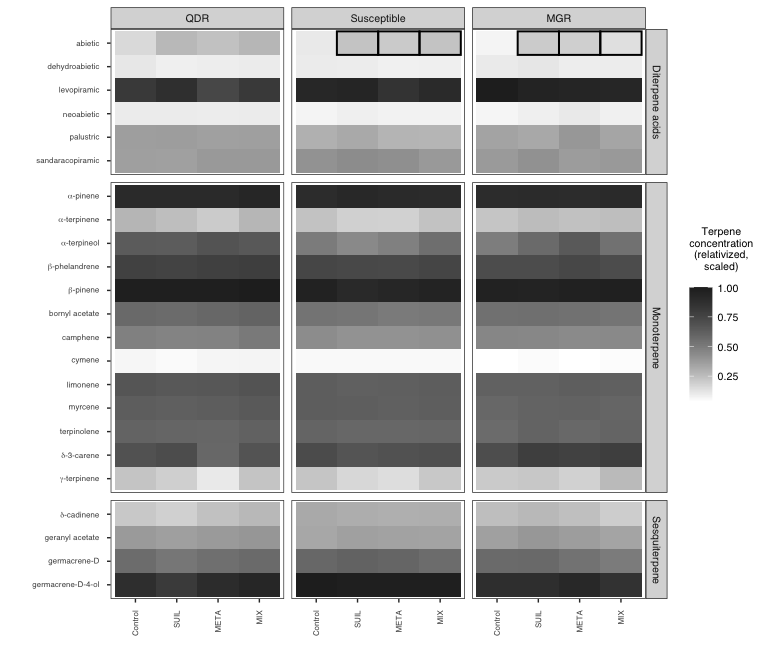 QDR Susceptible MGR
abietic
dehydroabietic
levopiramic
neoabietic
palustric
sandaracopiramic
Diterpene acids
α-pinene
α-terpinene
α-terpineol
β-phelandrene
β-pinene
bornyl acetate
camphene
cymene
limonene
myrcene
terpinolene
δ-3-carene
γ-terpinene
Monoterpene
δ-cadinene
geranyl acetate
germacrene-D
germacrene-D-4-ol
Sesquiterpene
Control SUIL META MIX Control SUIL META MIX Control SUIL META MIX
Terpene
concentration
(relativized,
scaled)
1.00
0.75
0.50
0.25